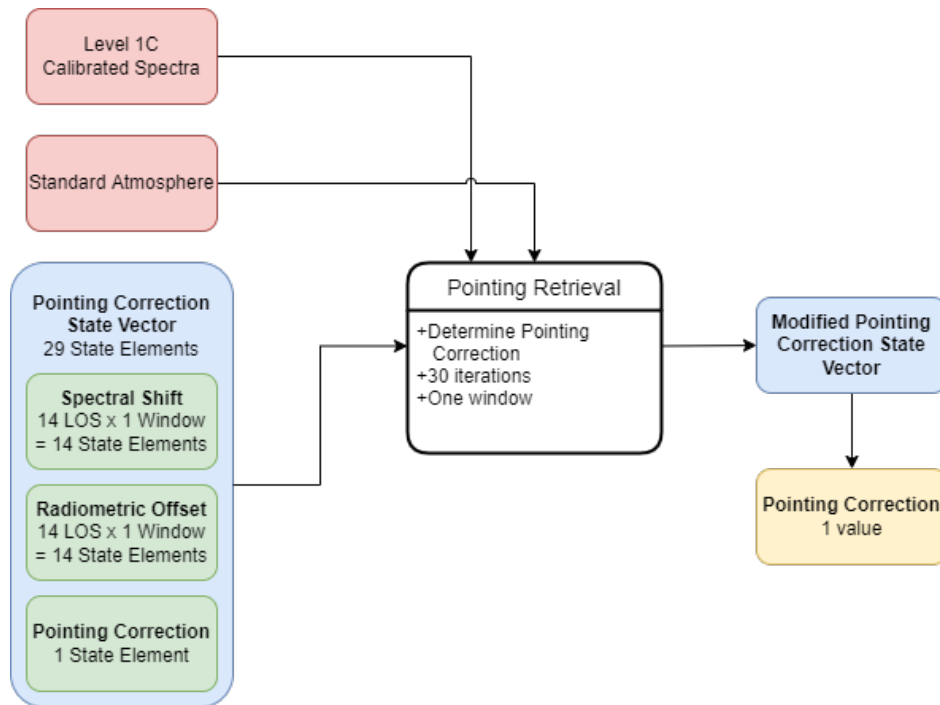 Level 1C
Calibrated Spectra
Standard Atmosphere
Pointing Correction
State Vector
29 State Elements
Spectral Shift
14 LOS x 1 Window
= 14 State Elements
Radiometric Offset
14 LOS x 1 Window
= 14 State Elements
Pointing Correction
1 State Element
Pointing Retrieval
+Determine Pointing
Correction
+30 iterations
+One window
Modified Pointing
Correction State
Vector
Pointing Correction
1 value